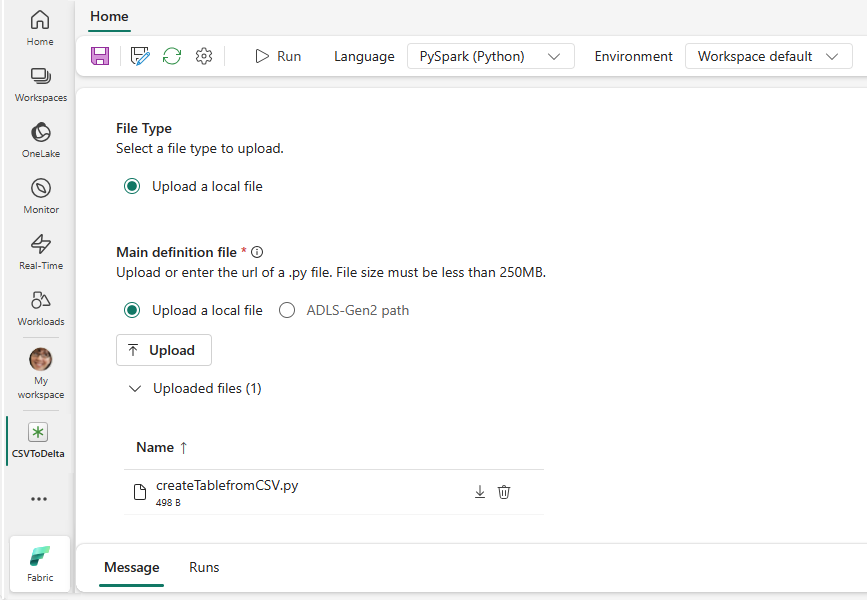 Home
Home
Workspaces
OneLake
Monitor
Real-Time
Workloads
My
workspace
CSVToDelta
Fabric
Run
Language
PySpark (Python)
Environment
Workspace default
File Type
Select a file type to upload.
Upload a local file
Main definition file *
Upload or enter the url of a .py file. File size must be less than 250MB.
Upload a local file
ADLS-Gen2 path
Upload
Uploaded files (1)
Name ↑
createTablefromCSV.py
498 B
Message
Runs